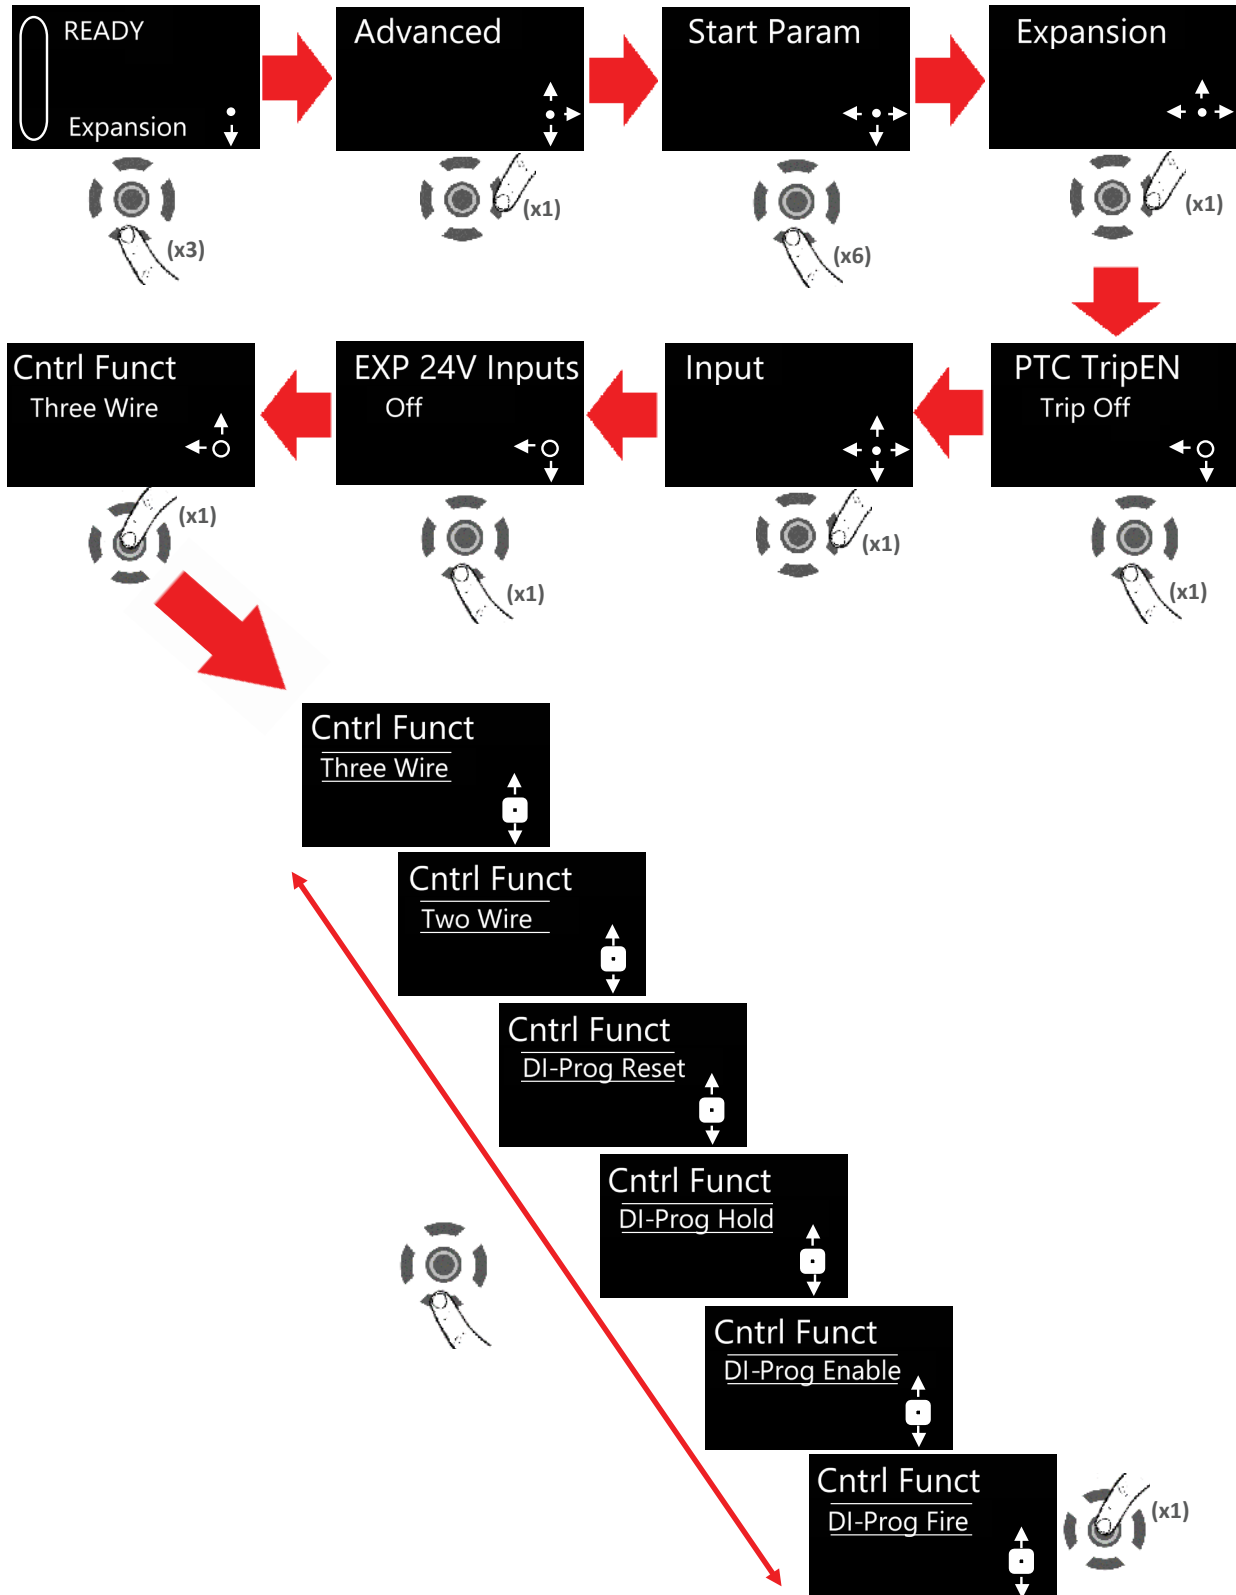 READY
Expansion
(x3)
Advanced
(x1)
Start Param
(x6)
Expansion
(x1)
Cntrl Funct
Three Wire
(x1)
EXP 24V Inputs
Off
(x1)
Input
(x1)
PTC TripEN
Trip Off
(x1)
Cntrl Funct
Three Wire
Cntrl Funct
Two Wire
Cntrl Funct
DI-Prog Reset
Cntrl Funct
DI-Prog Hold
Cntrl Funct
DI-Prog Enable
Cntrl Funct
DI-Prog Fire
(x1)